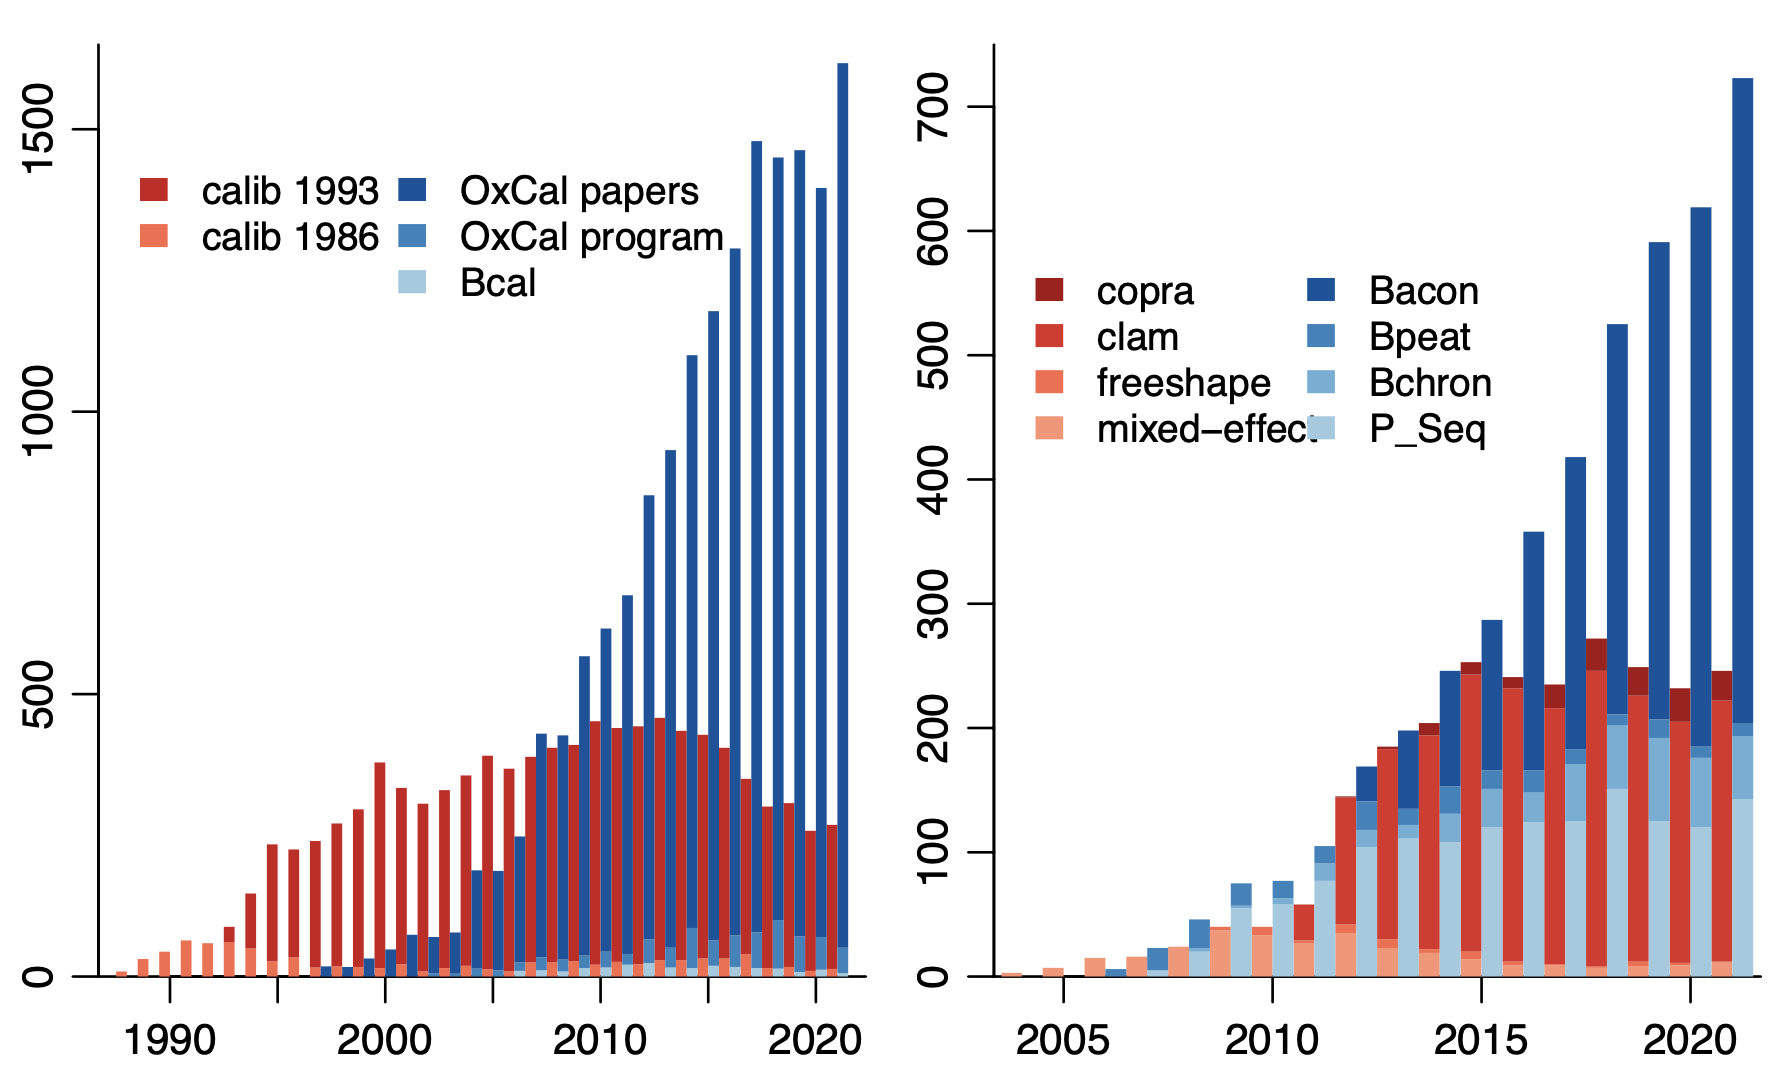 1500
1000
500
0
calib 1993
calib 1986
OxCal papers
OxCal program
Bcal
1990
2000
2010
2020
700
600
500
400
300
200
100
0
copra
clam
freeshape
mixed−effect
Bacon
Bpeat
Bchron
P_Seq
2005
2010
2015
2020